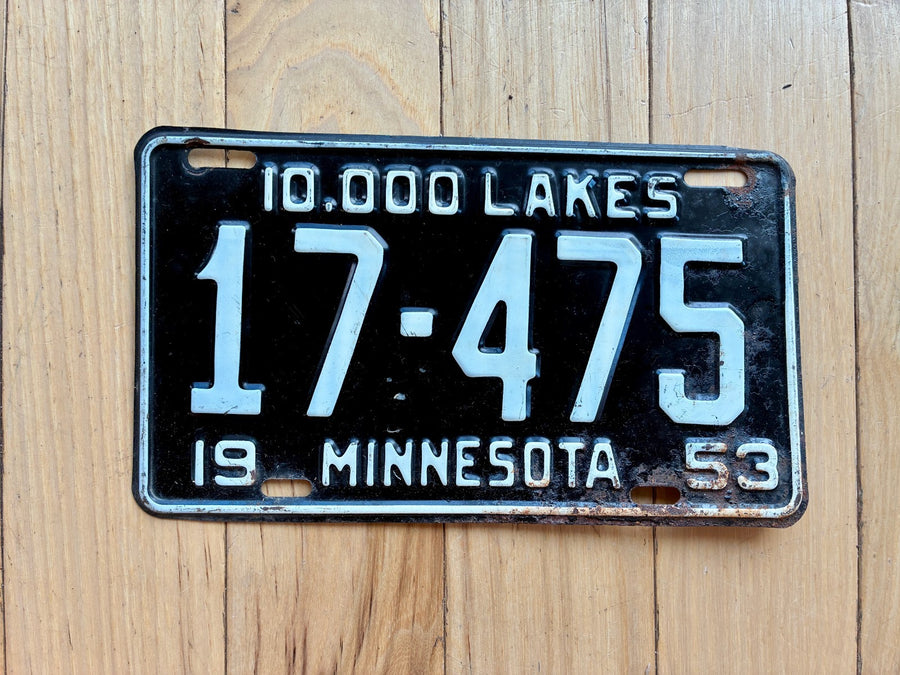 10,000 LAKES
17-475
19 MINNESOTA 53